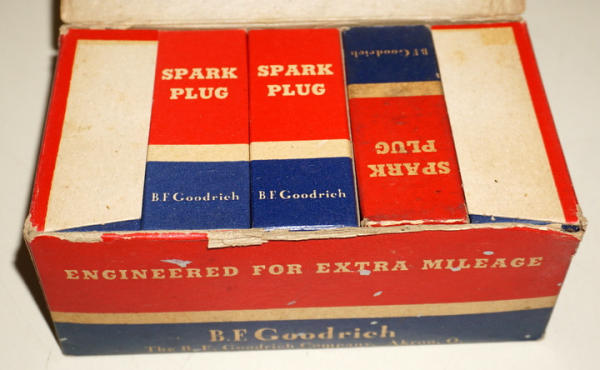 SPARK
PLUG
B.F. Goodrich
SPARK
PLUG
B.F. Goodrich
B.F. Goodrich
SPARK
PLUG
ENGINEERED FOR EXTRA MILEAGE
B.F. Goodrich
The B. F. Goodrich Company, Akron, O.